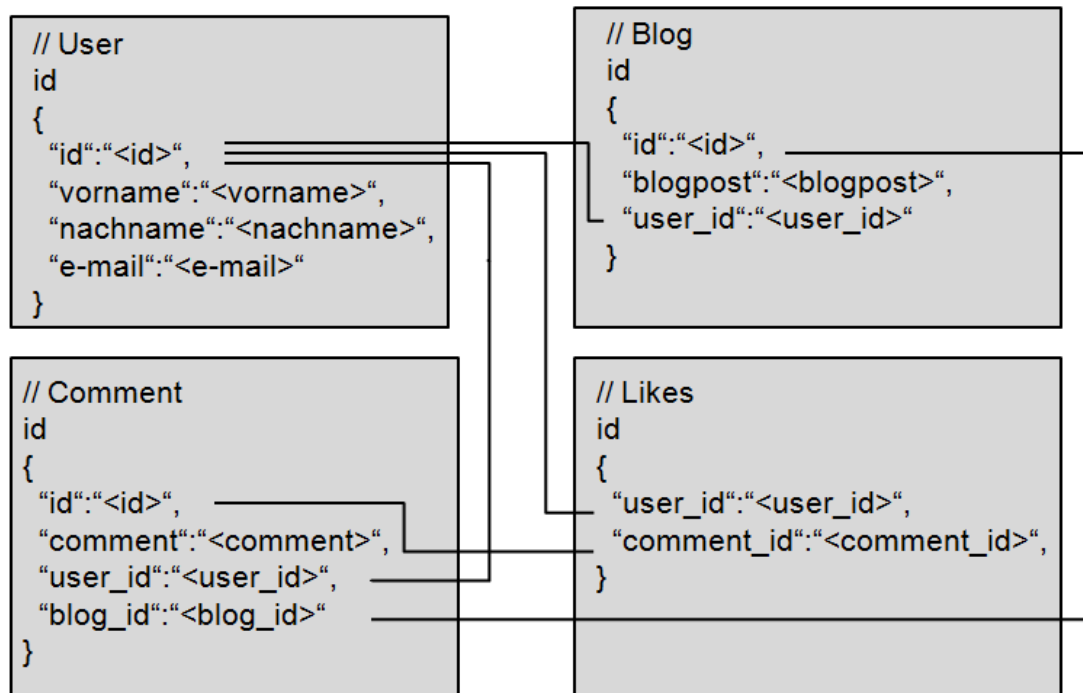 // User
id
{
“id“:“<id>“,
“vorname“:“<vorname>“,
“nachname“:“<nachname>“,
“e-mail“:“<e-mail>“
}
// Blog
id
{
“id“:“<id>“,
“blogpost“:“<blogpost>“,
“user_id“:“<user_id>“
}
// Comment
id
{
“id“:“<id>“,
“comment“:“<comment>“,
“user_id“:“<user_id>“,
“blog_id“:“<blog_id>“
}
// Likes
id
{
“user_id“:“<user_id>“,
“comment_id“:“<comment_id>“,
}